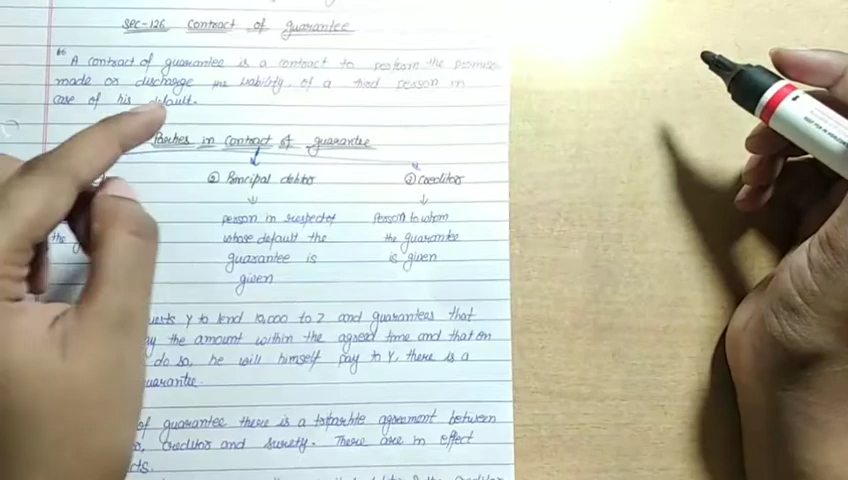 Sec-126 Contract of guarantee
A contract of guarantee is a contract to perform the promise
made or discharge the liability, of a third person in
case of his default.
Parties in Contract of guarantee
② Principal debtor
③ Creditor
person in respect of
whose default the
guarantee is
given
Person to whom
the guarantee
is given
the
Y to lend 10,000 to Z and guarantees that
the amount within the agreed time and that on
do so, he will himself pay to Y, there is a
of guarantee there is a tripartite agreement between
creditor and surety. There are in effect